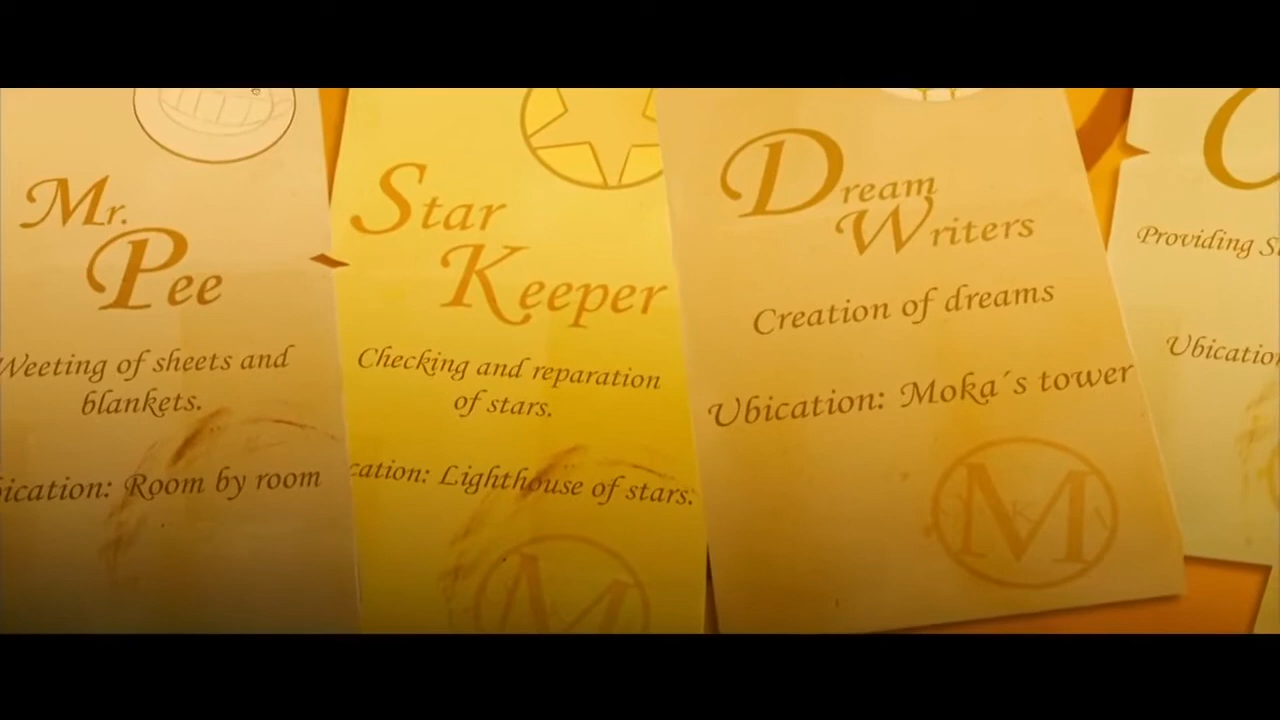 Mr.
Pee
Weeting of sheets and
blankets.
ication: Room by room
Star
Keeper
Checking and reparation
of stars.
cation: Lighthouse of stars.
M
Dream
Writers
Creation of dreams
Ubication: Moka´s tower
M
Providing
Ubicatio